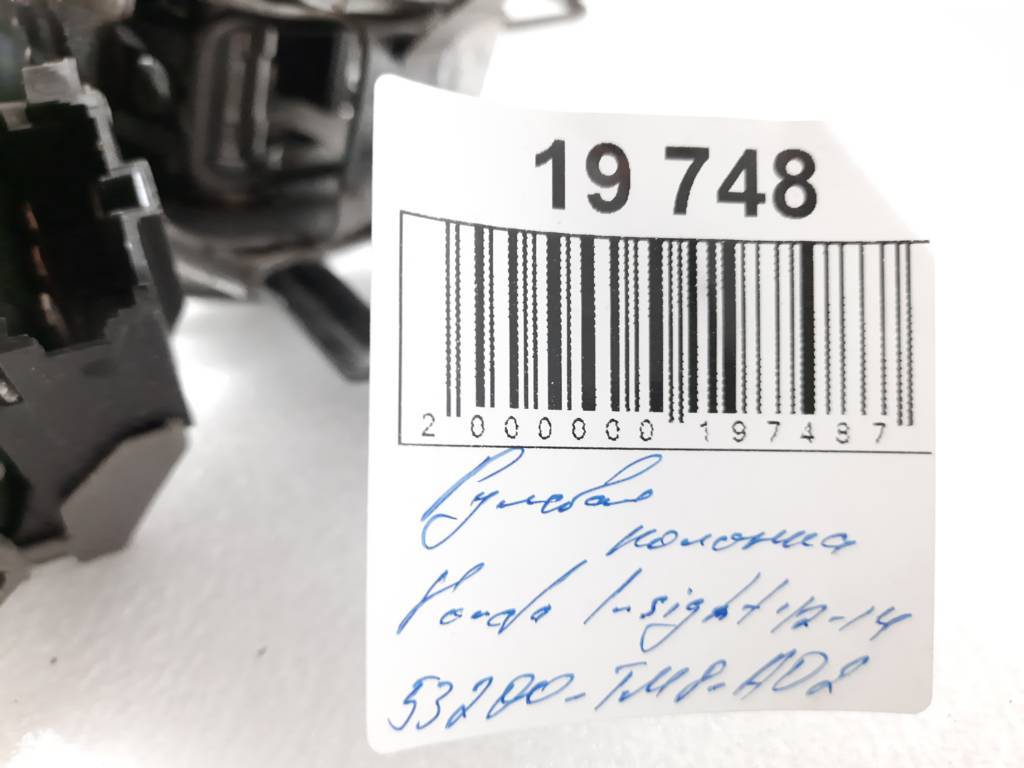 19 748
2 000000 197487
Рулевая
колонка
Honda Insight 12-14
53200-TM8-A02